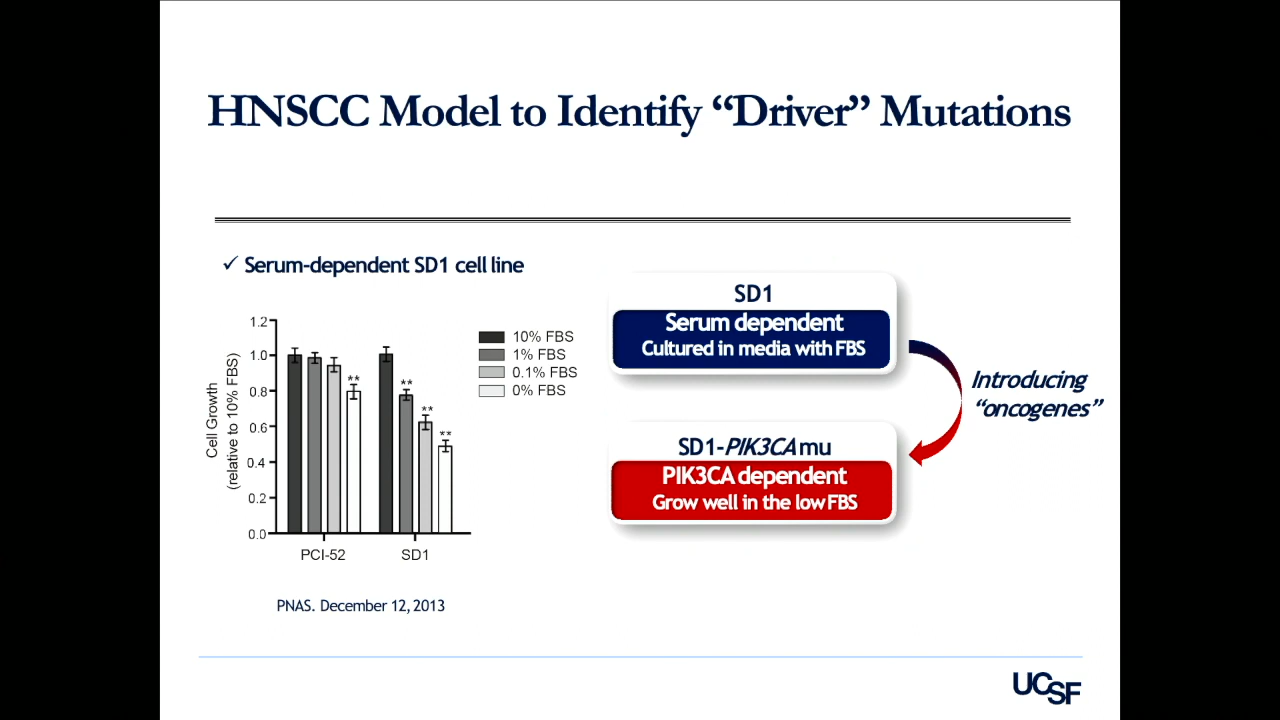 HNSCC Model to Identify “Driver” Mutations
✓ Serum-dependent SD1 cell line
Cell Growth
(relative to 10% FBS)
1.2
1.0
0.8
0.6
0.4
0.2
0.0
**
**
**
**
PCI-52
SD1
10% FBS
1% FBS
0.1% FBS
0% FBS
PNAS. December 12, 2013
SD1
Serum dependent
Cultured in media with FBS
Introducing
“oncogenes”
SD1-PIK3CA mu
PIK3CA dependent
Grow well in the low FBS
UCSF